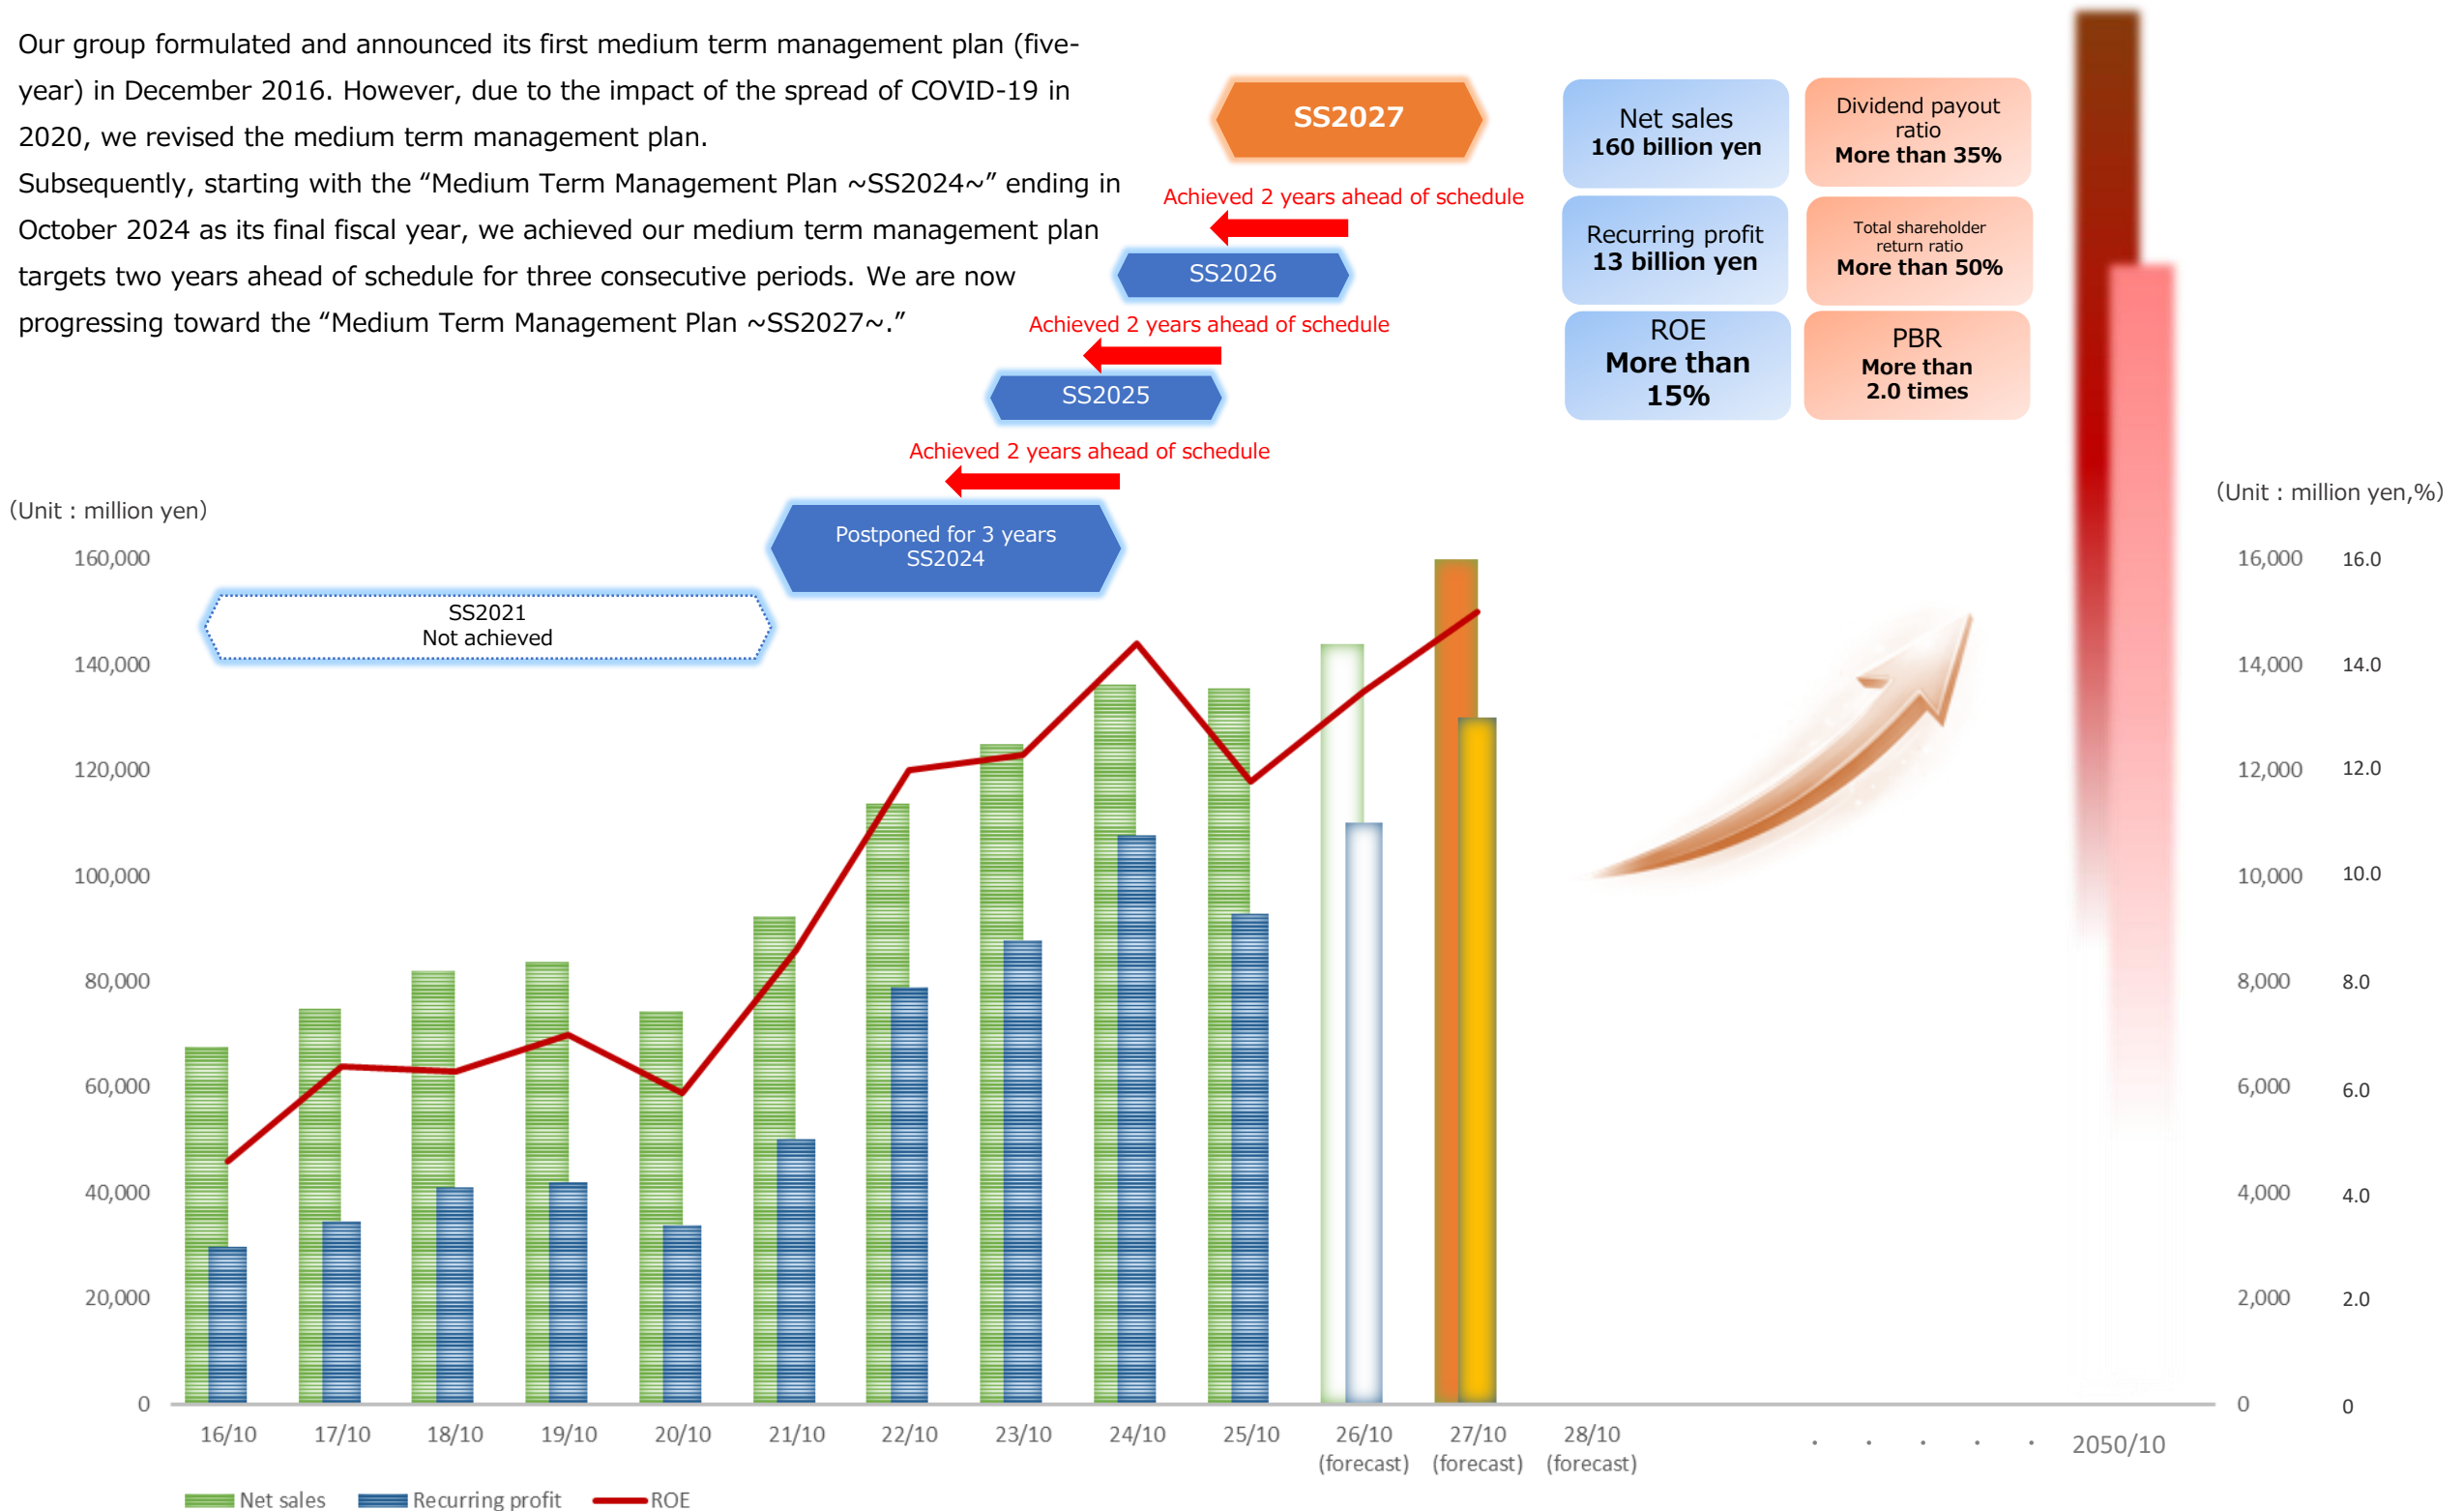 Our group formulated and announced its first medium term management plan (five-
year) in December 2016. However, due to the impact of the spread of COVID-19 in
2020, we revised the medium term management plan.
Subsequently, starting with the “Medium Term Management Plan ~SS2024~” ending in
October 2024 as its final fiscal year, we achieved our medium term management plan
targets two years ahead of schedule for three consecutive periods. We are now
progressing toward the “Medium Term Management Plan ~SS2027~.”
SS2027
Achieved 2 years ahead of schedule
SS2026
Achieved 2 years ahead of schedule
SS2025
Achieved 2 years ahead of schedule
Postponed for 3 years
SS2024
SS2021
Not achieved
Net sales
160 billion yen
Dividend payout
ratio
More than 35%
Recurring profit
13 billion yen
Total shareholder
return ratio
More than 50%
ROE
More than
15%
PBR
More than
2.0 times
(Unit : million yen)
160,000
140,000
120,000
100,000
80,000
60,000
40,000
20,000
0
(Unit : million yen,%)
16,000 16.0
14,000 14.0
12,000 12.0
10,000 10.0
8,000 8.0
6,000 6.0
4,000 4.0
2,000 2.0
0 0
16/10 17/10 18/10 19/10 20/10 21/10 22/10 23/10 24/10 25/10 26/10 27/10 28/10 . . . . . 2050/10
(forecast) (forecast) (forecast)
Net sales Recurring profit ROE